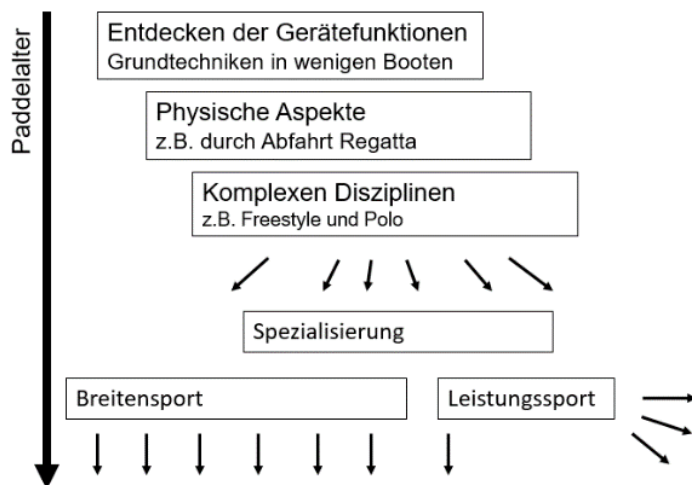 Paddelalter
Entdecken der Gerätefunktionen
Grundtechniken in wenigen Booten
Physische Aspekte
z.B. durch Abfahrt Regatta
Komplexen Disziplinen
z.B. Freestyle und Polo
Spezialisierung
Breitensport
Leistungssport